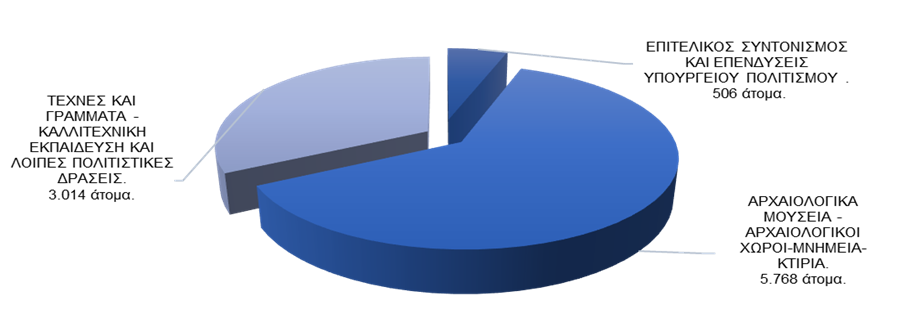 ΕΠΙΤΕΛΙΚΟΣ ΣΥΝΤΟΝΙΣΜΟΣ
ΚΑΙ ΕΠΕΝΔΥΣΕΙΣ
ΥΠΟΥΡΓΕΙΟΥ ΠΟΛΙΤΙΣΜΟΥ .
506 άτομα.
ΤΕΧΝΕΣ ΚΑΙ
ΓΡΑΜΜΑΤΑ -
ΚΑΛΛΙΤΕΧΝΙΚΗ
ΕΚΠΑΙΔΕΥΣΗ ΚΑΙ
ΛΟΙΠΕΣ ΠΟΛΙΤΙΣΤΙΚΕΣ
ΔΡΑΣΕΙΣ.
3.014 άτομα.
ΑΡΧΑΙΟΛΟΓΙΚΑ
ΜΟΥΣΕΙΑ -
ΑΡΧΑΙΟΛΟΓΙΚΟΙ
ΧΩΡΟΙ-ΜΝΗΜΕΙΑ-
ΚΤΙΡΙΑ.
5.768 άτομα.